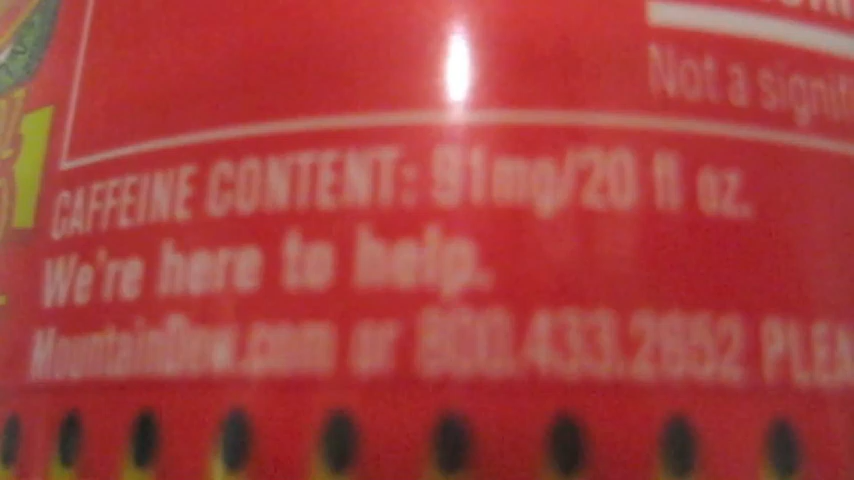 Not a signif
CAFFEINE CONTENT: 91mg/20 fl oz.
We're here to help.
MountainDew.com or 800.433.2652 PLEA